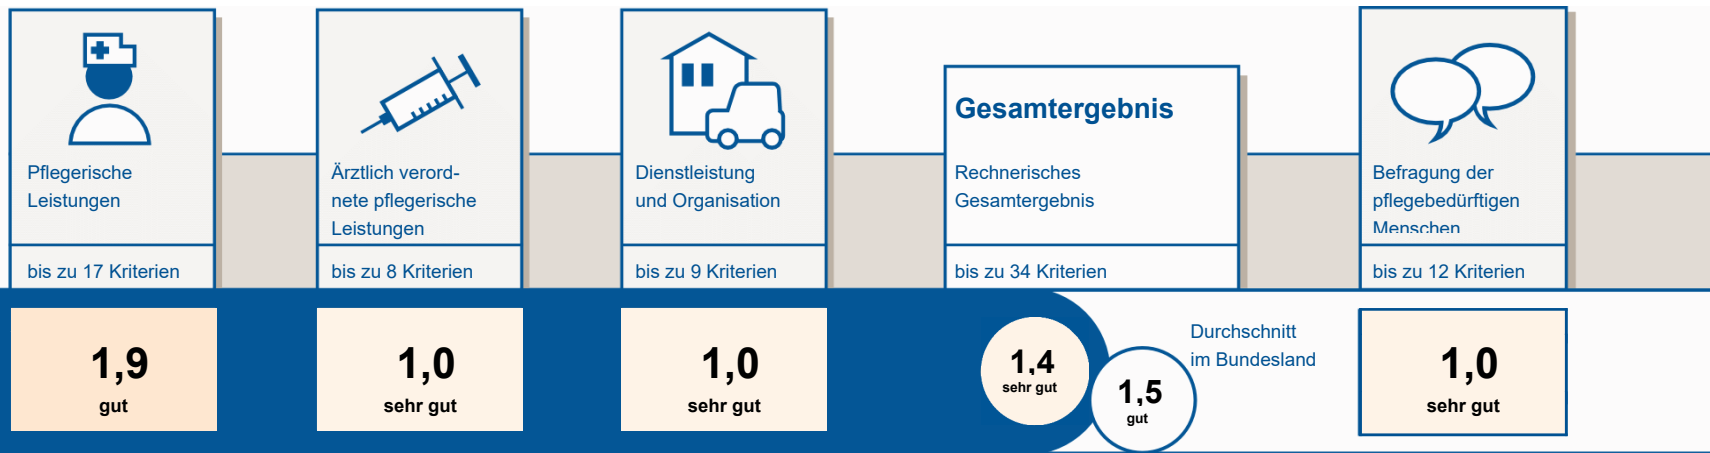 Pflegerische
Leistungen
bis zu 17 Kriterien
1,9
gut
Ärztlich verord-
nete pflegerische
Leistungen
bis zu 8 Kriterien
1,0
sehr gut
Dienstleistung
und Organisation
bis zu 9 Kriterien
1,0
sehr gut
Gesamtergebnis
Rechnerisches
Gesamtergebnis
bis zu 34 Kriterien
1,4
sehr gut
1,5
gut
Durchschnitt
im Bundesland
Befragung der
pflegebedürftigen
Menschen
bis zu 12 Kriterien
1,0
sehr gut